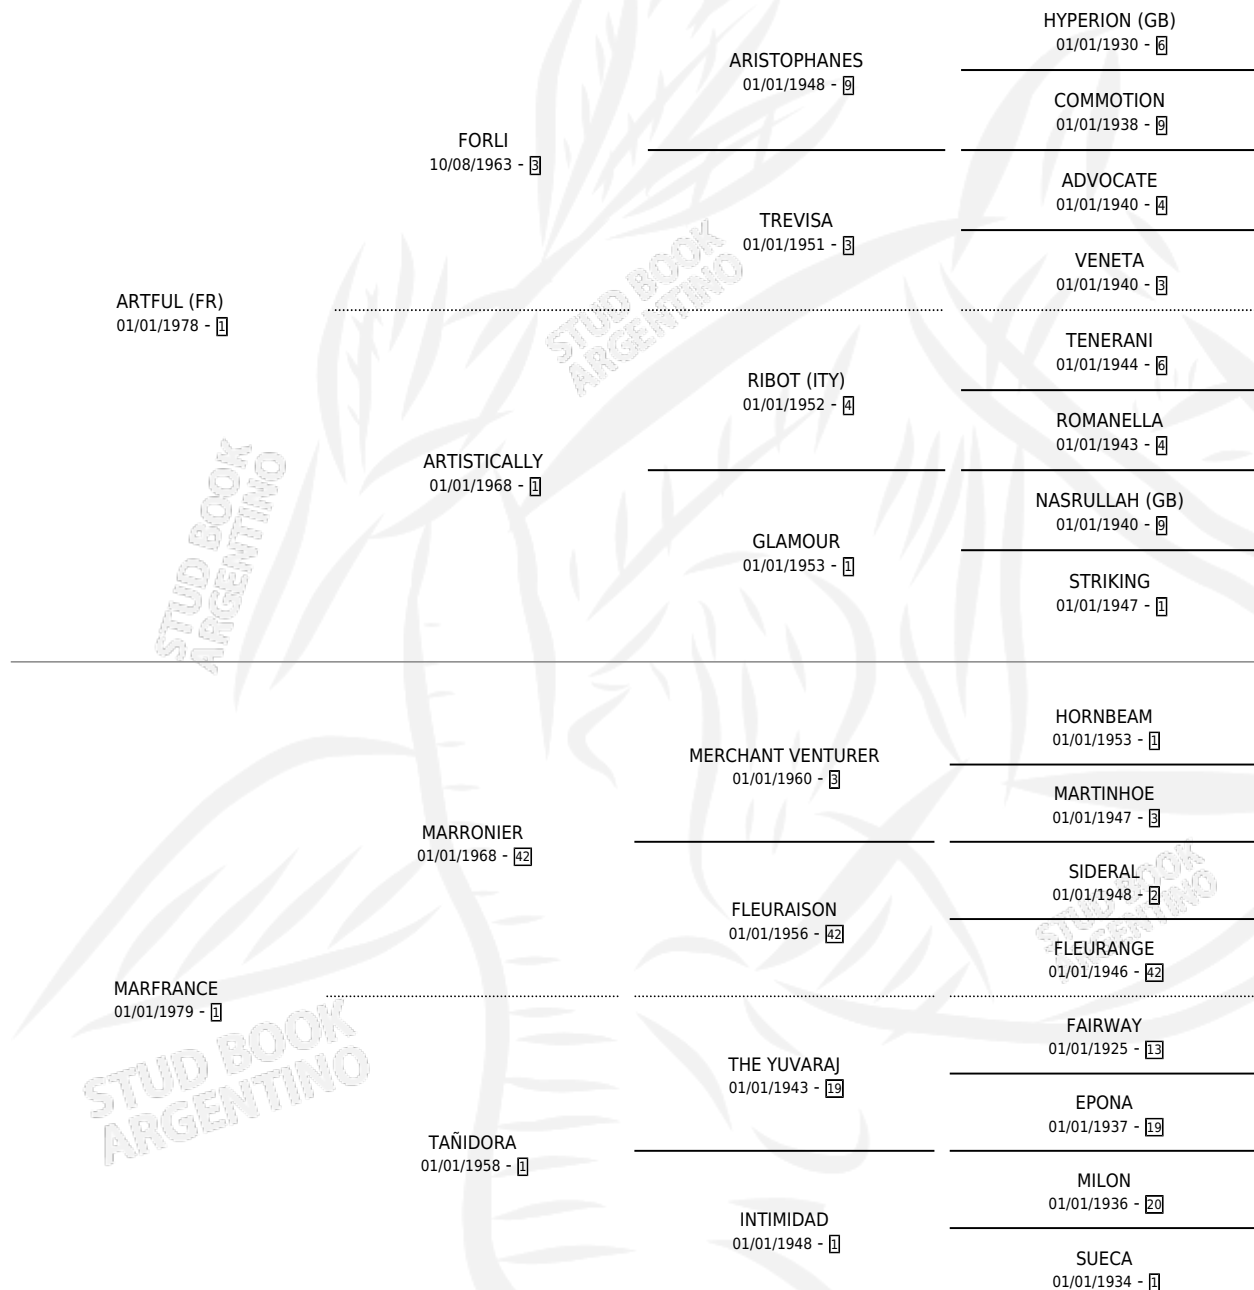 HYPERION (GB)
01/01/1930 - 6
ARISTOPHANES
01/01/1948 - 9
COMMOTION
01/01/1938 - 9
FORLI
10/08/1963 - 3
ADVOCATE
01/01/1940 - 4
TREVISA
01/01/1951 - 3
VENETA
01/01/1940 - 3
ARTFUL (FR)
01/01/1978 - 1
TENERANI
01/01/1944 - 6
RIBOT (ITY)
01/01/1952 - 4
ROMANELLA
01/01/1943 - 4
ARTISTICALLY
01/01/1968 - 1
NASRULLAH (GB)
01/01/1940 - 9
GLAMOUR
01/01/1953 - 1
STRIKING
01/01/1947 - 1
HORNBEAM
01/01/1953 - 1
MERCHANT VENTURER
01/01/1960 - 3
MARTINHOE
01/01/1947 - 3
MARRONIER
01/01/1968 - 42
SIDERAL
01/01/1948 - 2
FLEURAISON
01/01/1956 - 42
FLEURANGE
01/01/1946 - 42
MARFRANCE
01/01/1979 - 1
FAIRWAY
01/01/1925 - 13
THE YUVARAJ
01/01/1943 - 19
EPONA
01/01/1937 - 19
TAÑIDORA
01/01/1958 - 1
MILON
01/01/1936 - 20
INTIMIDAD
01/01/1948 - 1
SUECA
01/01/1934 - 1
STUD BOOK
ARGENTINO
STUD BOOK
ARGENTINO
STUD BOOK
ARGENTINO
STUD BOOK
ARGENTINO